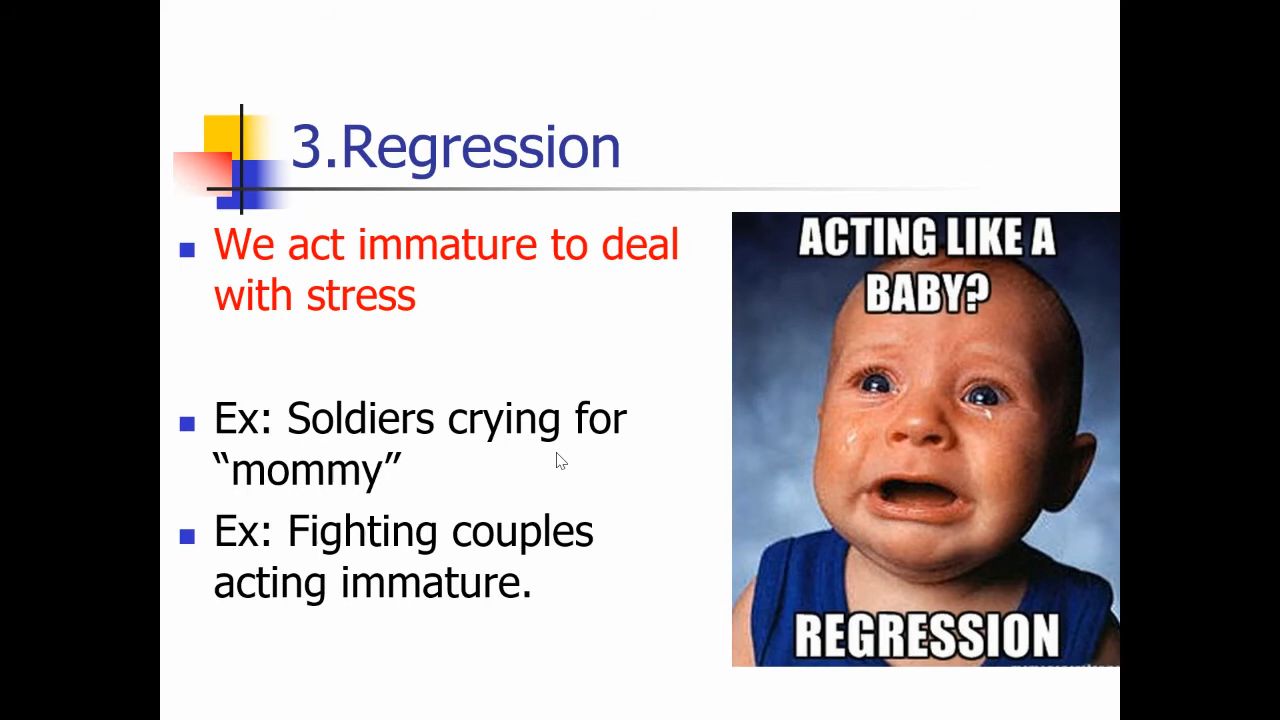 3.Regression
We act immature to deal
with stress
Ex: Soldiers crying for
“mommy”
Ex: Fighting couples
acting immature.
ACTING LIKE A
BABY?
REGRESSION